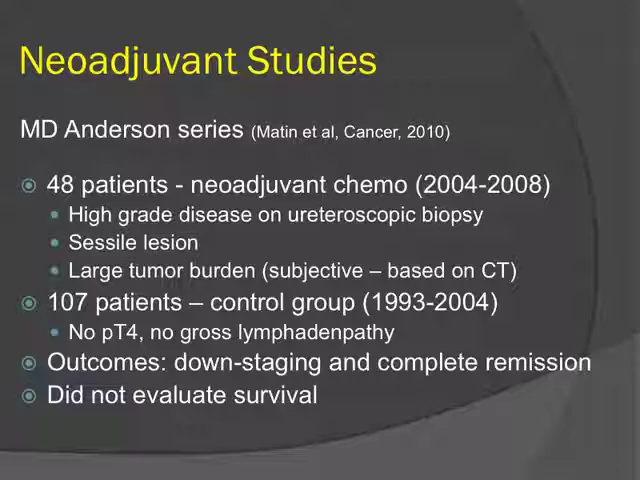 Neoadjuvant Studies
MD Anderson series (Matin et al, Cancer, 2010)
48 patients - neoadjuvant chemo (2004-2008)
High grade disease on ureteroscopic biopsy
Sessile lesion
Large tumor burden (subjective – based on CT)
107 patients – control group (1993-2004)
No pT4, no gross lymphadenpathy
Outcomes: down-staging and complete remission
Did not evaluate survival